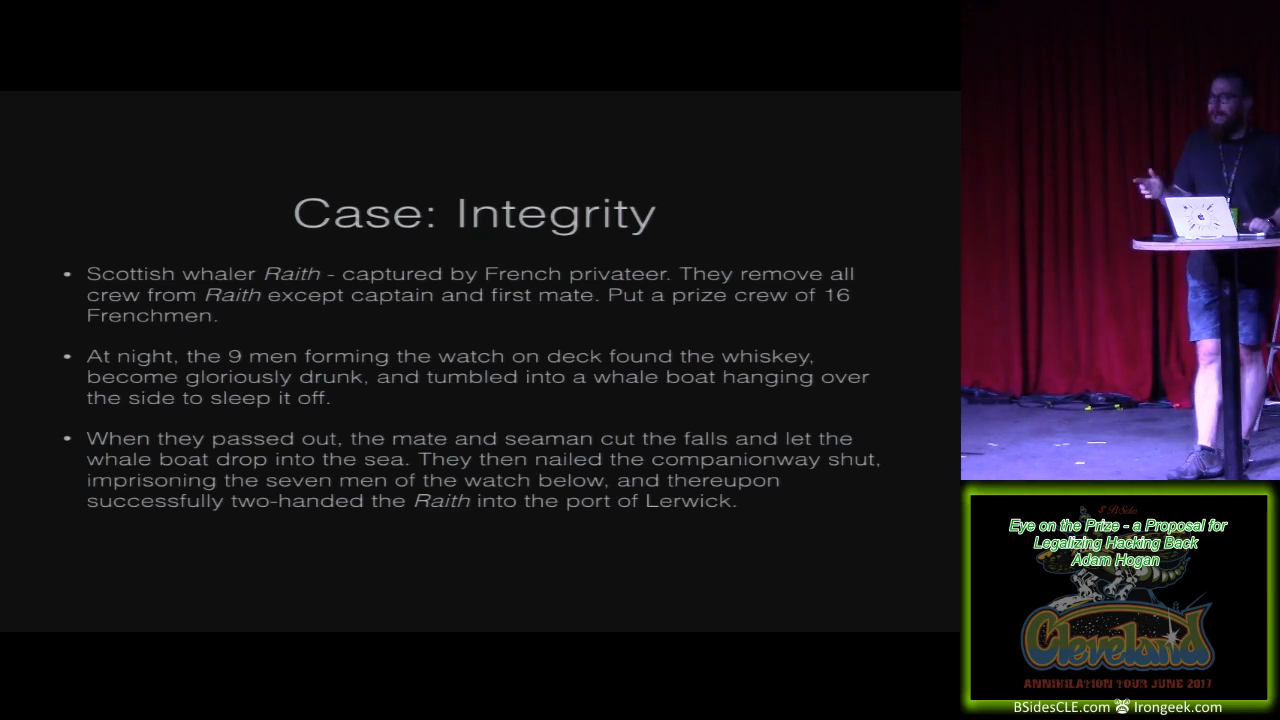 Case: Integrity
• Scottish whaler Raith - captured by French privateer. They remove all
crew from Raith except captain and first mate. Put a prize crew of 16
Frenchmen.
• At night, the 9 men forming the watch on deck found the whiskey,
become gloriously drunk, and tumbled into a whale boat hanging over
the side to sleep it off.
• When they passed out, the mate and seaman cut the falls and let the
whale boat drop into the sea. They then nailed the companionway shut,
imprisoning the seven men of the watch below, and thereupon
successfully two-handed the Raith into the port of Lerwick.
Eye on the Prize - a Proposal for
Legalizing Hacking Back
Adam Hogan
Cleveland
ANNIHILATION TOUR JUNE 2017
BSidesCLE.com Irongeek.com